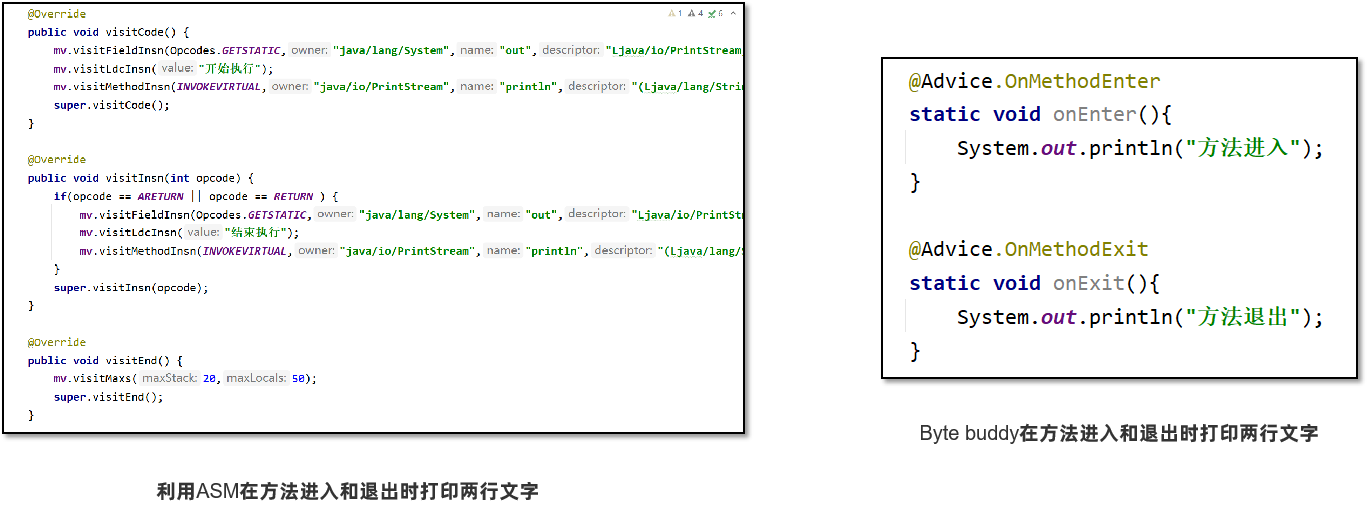 @Override
1 4 6
public void visitCode() {
mv.visitFieldInsn(Opcodes.GETSTATIC, owner: "java/lang/System", name: "out", descriptor: "Ljava/io/PrintStream
mv.visitLdcInsn( value: "开始执行");
mv.visitMethodInsn(INVOKEVIRTUAL, owner: "java/io/PrintStream", name: "println", descriptor: "(Ljava/lang/Strin
super.visitCode();
}
@Override
public void visitInsn(int opcode) {
if(opcode == ARETURN || opcode == RETURN ) {
mv.visitFieldInsn(Opcodes.GETSTATIC, owner: "java/lang/System", name: "out", descriptor: "Ljava/io/PrintSt
mv.visitLdcInsn( value: "结束执行");
mv.visitMethodInsn(INVOKEVIRTUAL, owner: "java/io/PrintStream", name: "println", descriptor: "(Ljava/lang/S
}
super.visitInsn(opcode);
}
@Override
public void visitEnd() {
mv.visitMaxs( maxStack: 20, maxLocals: 50);
super.visitEnd();
}
利用ASM在方法进入和退出时打印两行文字
@Advice.OnMethodEnter
static void onEnter(){
System.out.println("方法进入");
}
@Advice.OnMethodExit
static void onExit(){
System.out.println("方法退出");
}
Byte buddy在方法进入和退出时打印两行文字